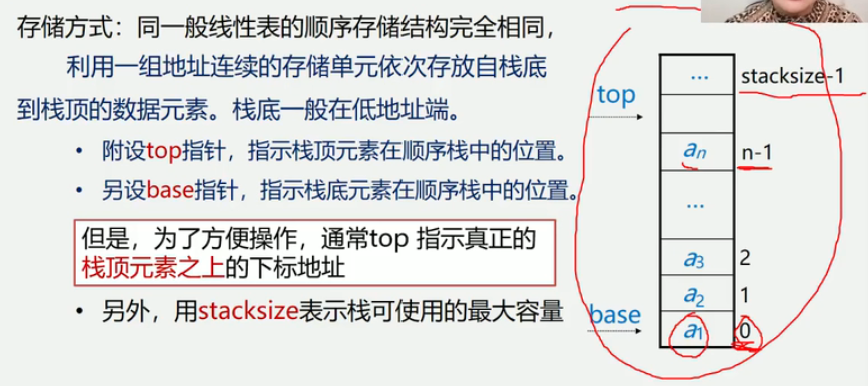 存储方式：同一般线性表的顺序存储结构完全相同，
利用一组地址连续的存储单元依次存放自栈底
到栈顶的数据元素。栈底一般在低地址端。
• 附设top指针，指示栈顶元素在顺序栈中的位置。
• 另设base指针，指示栈底元素在顺序栈中的位置。
但是，为了方便操作，通常top 指示真正的
栈顶元素之上的下标地址
• 另外，用stacksize表示栈可使用的最大容量
... stacksize-1
top
an n-1
...
a3 2
a2 1
base a1 0